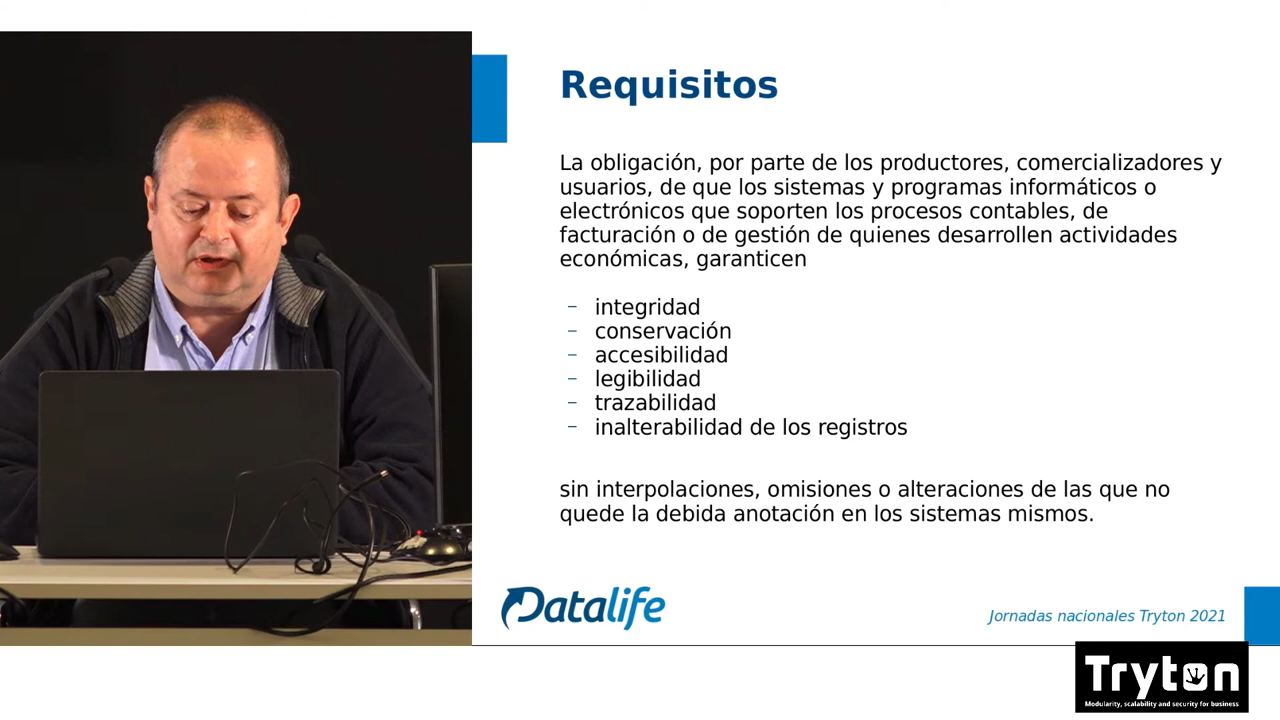 Requisitos
La obligación, por parte de los productores, comercializadores y
usuarios, de que los sistemas y programas informáticos o
electrónicos que soporten los procesos contables, de
facturación o de gestión de quienes desarrollen actividades
económicas, garanticen
– integridad
– conservación
– accesibilidad
– legibilidad
– trazabilidad
– inalterabilidad de los registros
sin interpolaciones, omisiones o alteraciones de las que no
quede la debida anotación en los sistemas mismos.
Datalife
Jornadas nacionales Tryton 2021
Tryton
Modularity, scalability and security for business